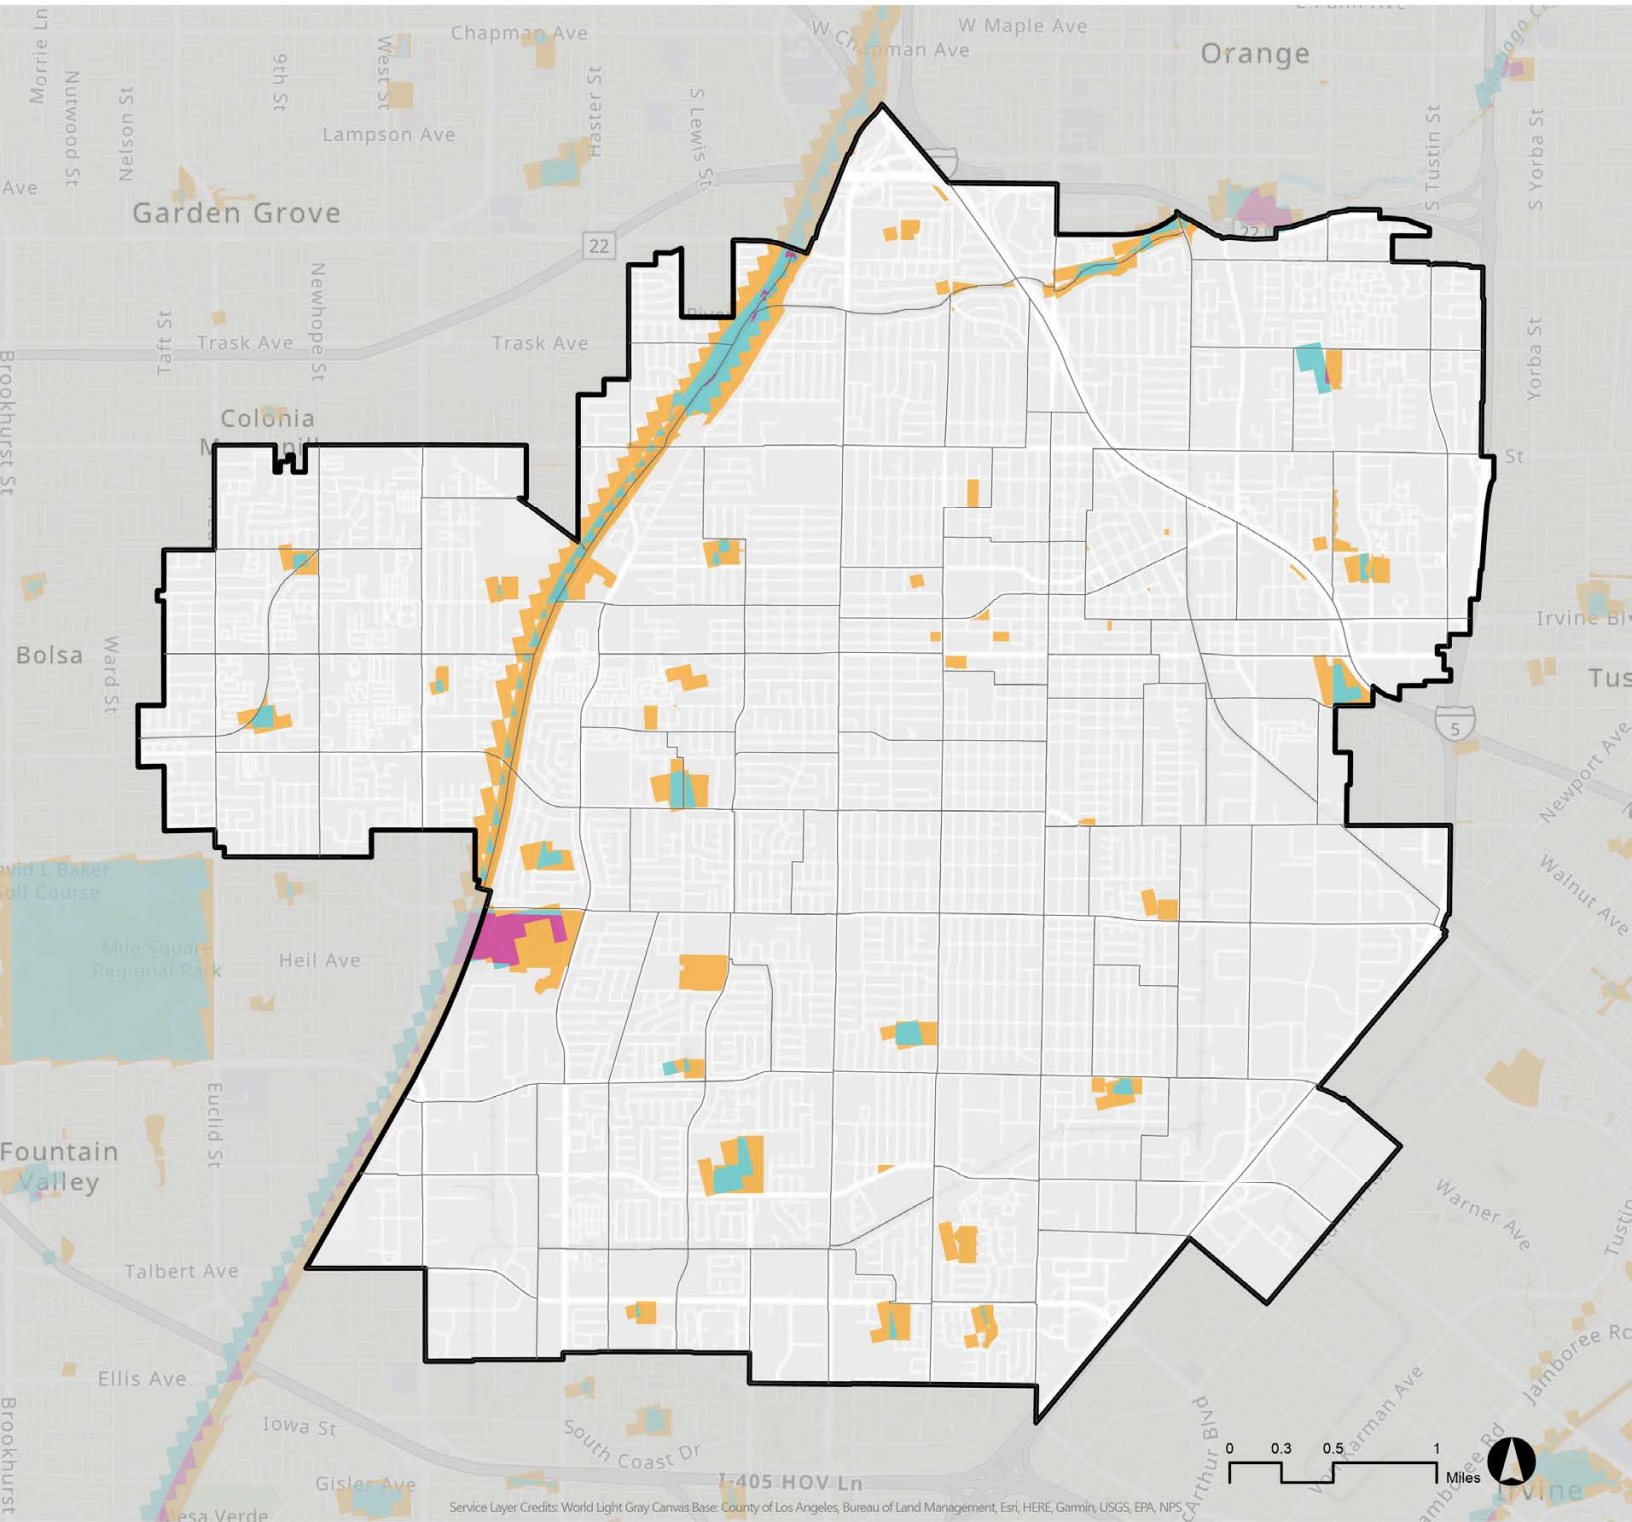 Chapman Ave
W Chapman Ave
W Maple Ave
Orange
Morrie Ln
Nutwood St
Nelson St
9th St
West St
Haster St
S Lewis St
Lampson Ave
S Tustin St
S Yorba St
Ave
Garden Grove
22
22
Newhope St
Taft St
Trask Ave
Trask Ave
Yorba St
Brookhurst St
Colonia
St
Irvine Bl
Bolsa
Ward St
Tus
5
Newport Ave
David L Baker
Golf Course
Mile Square
Regional Park
Heil Ave
Walnut Ave
Euclid St
Fountain
Valley
Warner Ave
Talbert Ave
Jamboree Rd
Ellis Ave
Brookhurst
Iowa St
South Coast Dr
Von Karman Ave
Gisler Ave
I-405 HOV Ln
0 0.3 0.5 1
Miles
Irvine
esa Verde
Service Layer Credits: World Light Gray Canvas Base: County of Los Angeles, Bureau of Land Management, Esri, HERE, Garmin, USGS, EPA, NPS